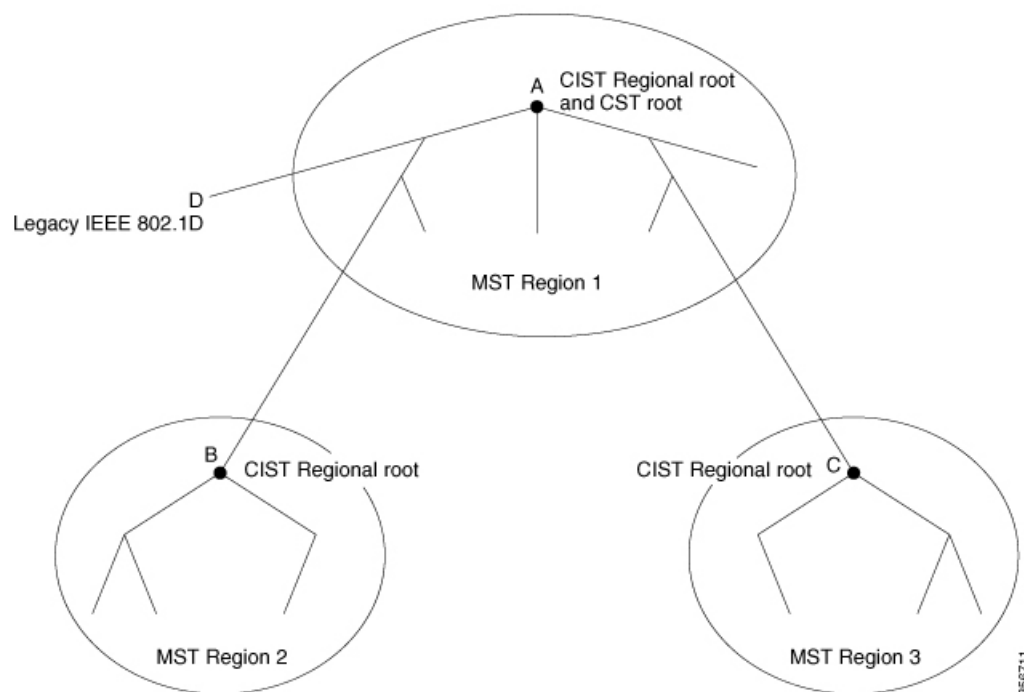 A
CIST Regional root
and CST root
D
Legacy IEEE 802.1D
MST Region 1
B
CIST Regional root
CIST Regional root
C
MST Region 2
MST Region 3